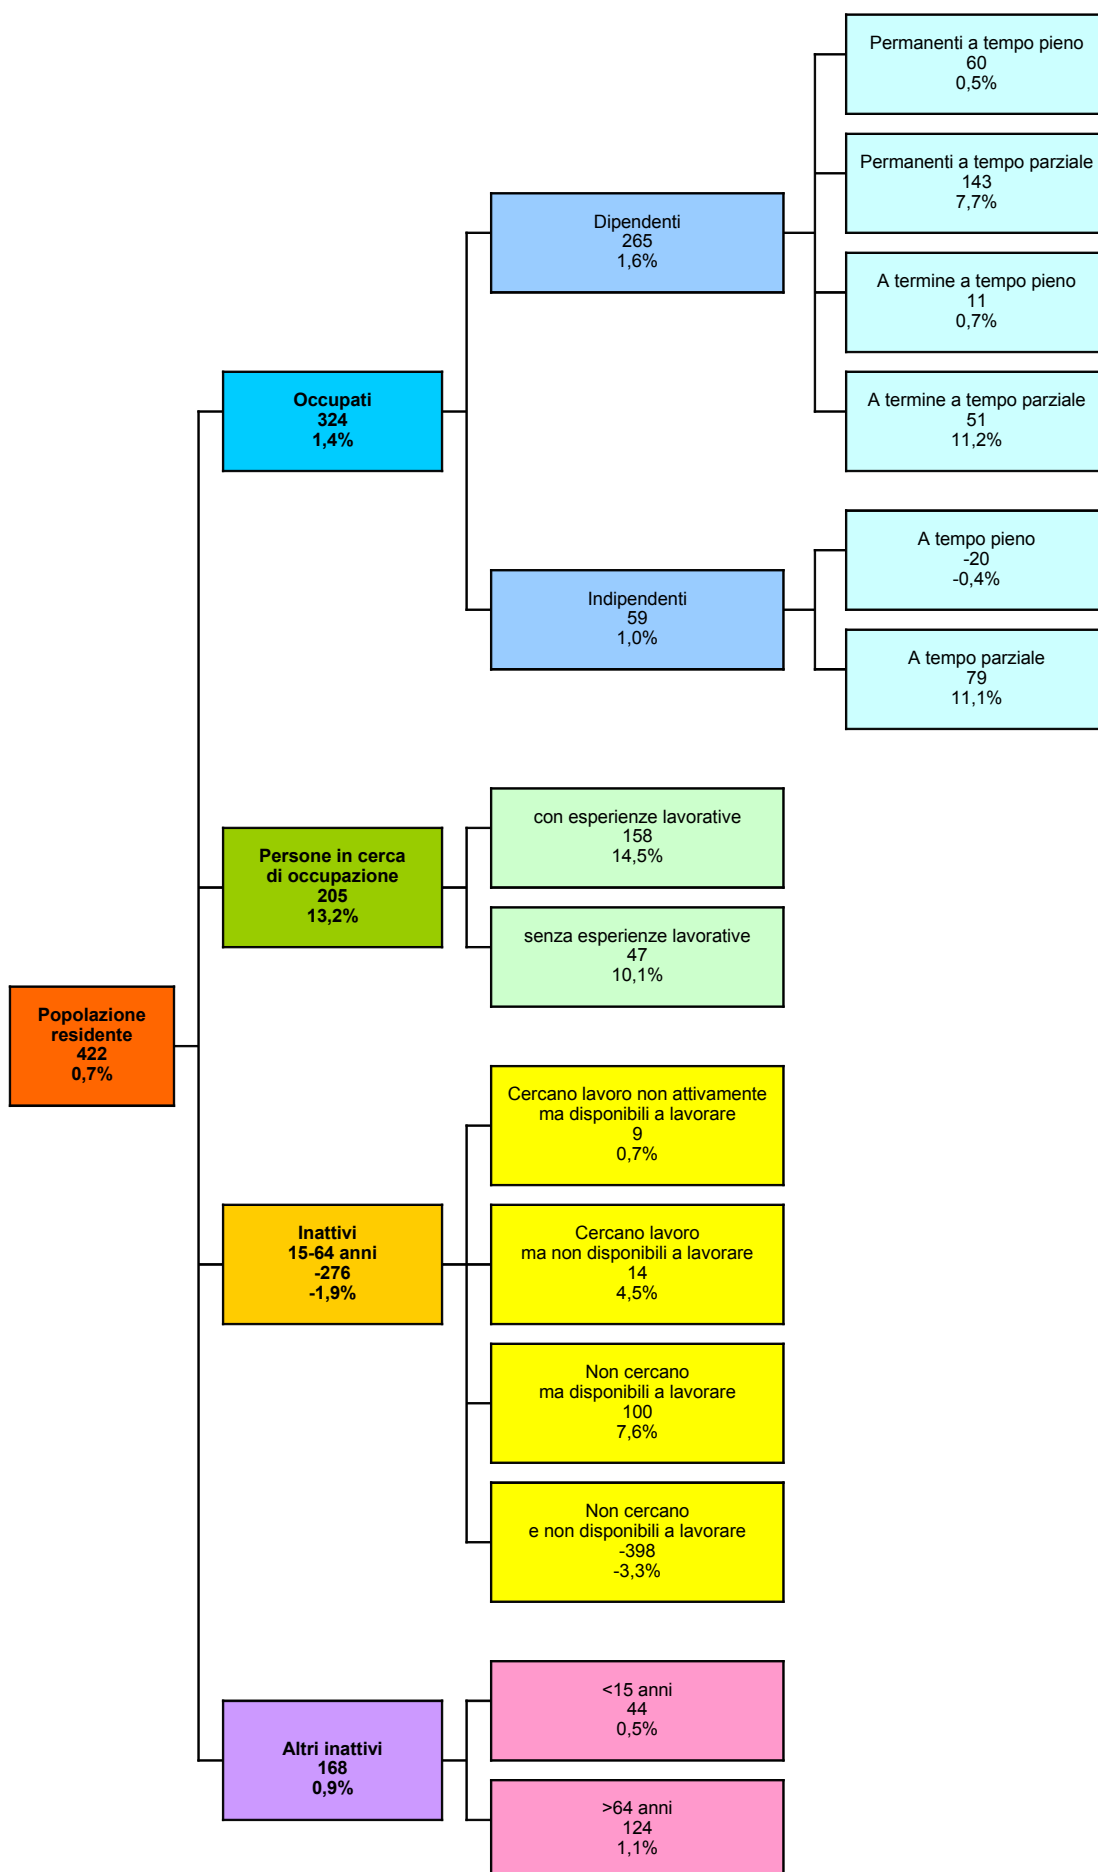 Popolazione
residente
422
0,7%
Occupati
324
1,4%
Dipendenti
265
1,6%
Permanenti a tempo pieno
60
0,5%
Permanenti a tempo parziale
143
7,7%
A termine a tempo pieno
11
0,7%
A termine a tempo parziale
51
11,2%
Indipendenti
59
1,0%
A tempo pieno
-20
-0,4%
A tempo parziale
79
11,1%
Persone in cerca
di occupazione
205
13,2%
con esperienze lavorative
158
14,5%
senza esperienze lavorative
47
10,1%
Inattivi
15-64 anni
-276
-1,9%
Cercano lavoro non attivamente
ma disponibili a lavorare
9
0,7%
Cercano lavoro
ma non disponibili a lavorare
14
4,5%
Non cercano
ma disponibili a lavorare
100
7,6%
Non cercano
e non disponibili a lavorare
-398
-3,3%
Altri inattivi
168
0,9%
<15 anni
44
0,5%
>64 anni
124
1,1%